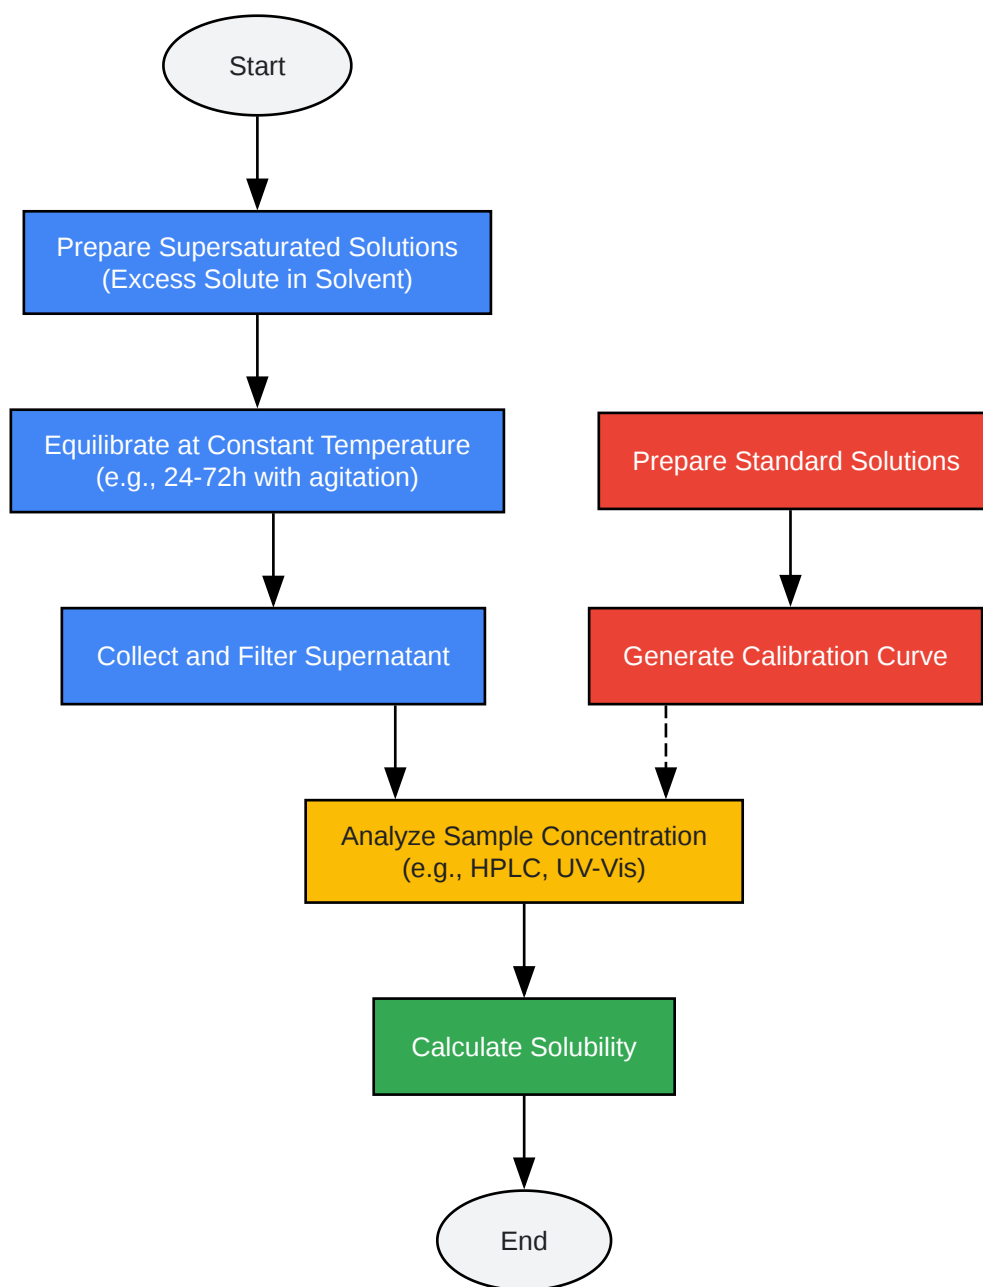 Start
Prepare Supersaturated Solutions
(Excess Solute in Solvent)
Equilibrate at Constant Temperature
(e.g., 24-72h with agitation)
Prepare Standard Solutions
Collect and Filter Supernatant
Generate Calibration Curve
Analyze Sample Concentration
(e.g., HPLC, UV-Vis)
Calculate Solubility
End